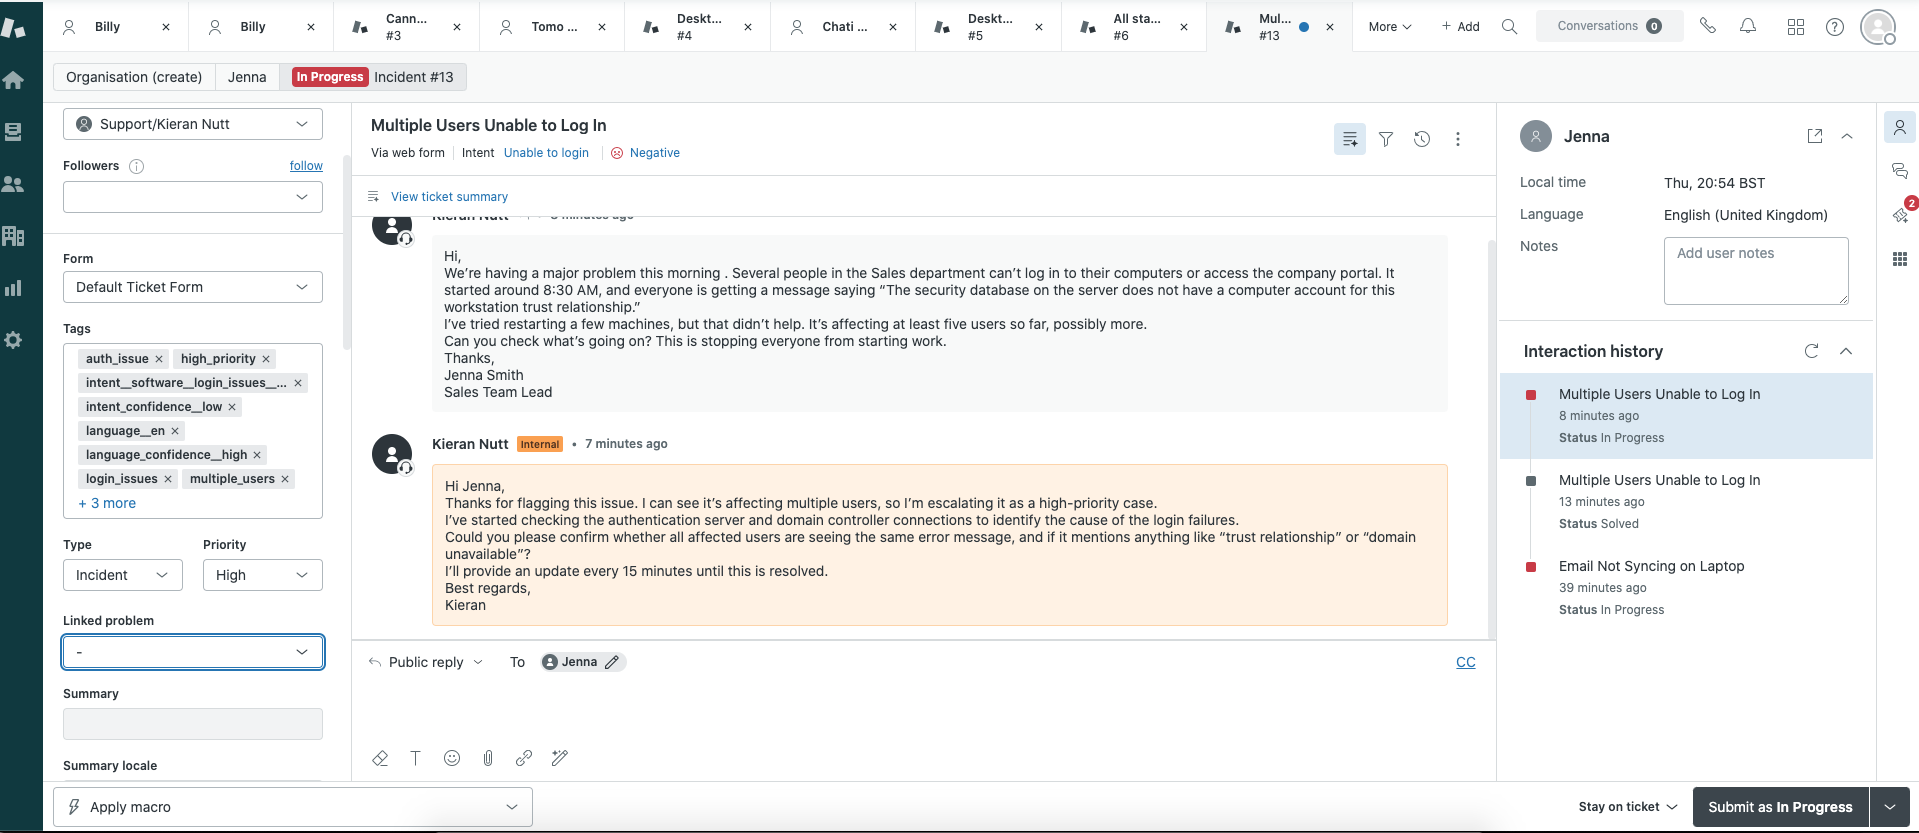 Billy
Billy
Cann...
#3
Tomo ...
Deskt...
#4
Chati ...
Deskt...
#5
All sta...
#6
Mul...
#13
More
+ Add
Conversations 0
Organisation (create)
Jenna
In Progress Incident #13
Support/Kieran Nutt
Followers
follow
Form
Default Ticket Form
Tags
auth_issue × high_priority ×
intent__software__login_issues__... ×
intent_confidence__low ×
language__en ×
language_confidence__high ×
login_issues × multiple_users ×
+ 3 more
Type
Priority
Incident
High
Linked problem
-
Summary
Summary locale
Apply macro
Multiple Users Unable to Log In
Via web form Intent Unable to login Negative
View ticket summary
Kieran Nutt
Hi,
We’re having a major problem this morning . Several people in the Sales department can’t log in to their computers or access the company portal. It
started around 8:30 AM, and everyone is getting a message saying “The security database on the server does not have a computer account for this
workstation trust relationship.”
I’ve tried restarting a few machines, but that didn’t help. It’s affecting at least five users so far, possibly more.
Can you check what’s going on? This is stopping everyone from starting work.
Thanks,
Jenna Smith
Sales Team Lead
Kieran Nutt Internal • 7 minutes ago
Hi Jenna,
Thanks for flagging this issue. I can see it’s affecting multiple users, so I’m escalating it as a high-priority case.
I’ve started checking the authentication server and domain controller connections to identify the cause of the login failures.
Could you please confirm whether all affected users are seeing the same error message, and if it mentions anything like “trust relationship” or “domain
unavailable”?
I’ll provide an update every 15 minutes until this is resolved.
Best regards,
Kieran
Public reply To Jenna CC
Jenna
Local time Thu, 20:54 BST
Language English (United Kingdom)
Notes Add user notes
2
Interaction history
Multiple Users Unable to Log In
8 minutes ago
Status In Progress
Multiple Users Unable to Log In
13 minutes ago
Status Solved
Email Not Syncing on Laptop
39 minutes ago
Status In Progress
Stay on ticket
Submit as In Progress